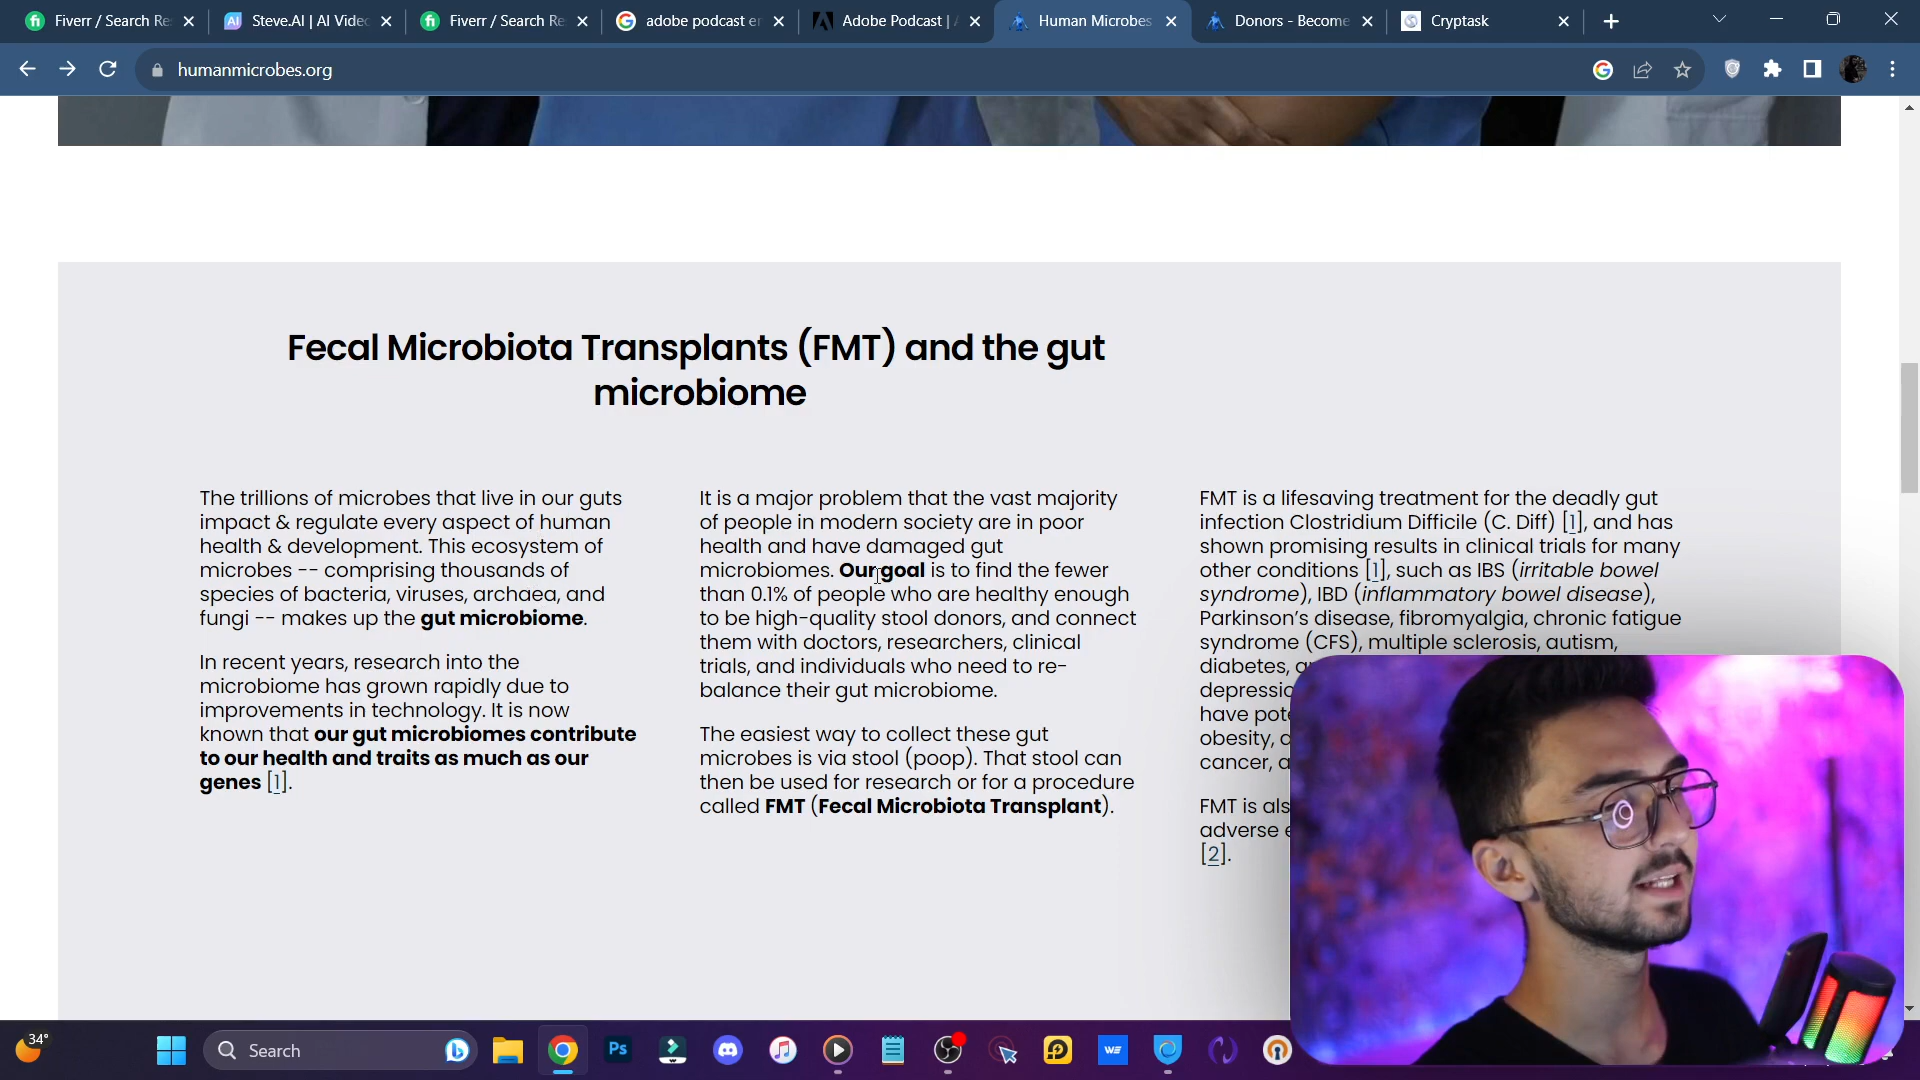 Fiverr / Search Re
Steve.AI | AI Video
Fiverr / Search Re
adobe podcast e
Adobe Podcast |
Human Microbes
Donors - Become
Cryptask
humanmicrobes.org
Fecal Microbiota Transplants (FMT) and the gut
microbiome
The trillions of microbes that live in our guts
impact & regulate every aspect of human
health & development. This ecosystem of
microbes -- comprising thousands of
species of bacteria, viruses, archaea, and
fungi -- makes up the gut microbiome.
In recent years, research into the
microbiome has grown rapidly due to
improvements in technology. It is now
known that our gut microbiomes contribute
to our health and traits as much as our
genes [1].
It is a major problem that the vast majority
of people in modern society are in poor
health and have damaged gut
microbiomes. Our goal is to find the fewer
than 0.1% of people who are healthy enough
to be high-quality stool donors, and connect
them with doctors, researchers, clinical
trials, and individuals who need to re-
balance their gut microbiome.
The easiest way to collect these gut
microbes is via stool (poop). That stool can
then be used for research or for a procedure
called FMT (Fecal Microbiota Transplant).
FMT is a lifesaving treatment for the deadly gut
infection Clostridium Difficile (C. Diff) [1], and has
shown promising results in clinical trials for many
other conditions [1], such as IBS (irritable bowel
syndrome), IBD (inflammatory bowel disease),
Parkinson's disease, fibromyalgia, chronic fatigue
syndrome (CFS), multiple sclerosis, autism,
diabetes, a
depressio
have pote
obesity,
cancer, a
FMT is als
adverse e
[2].
34°
Search
Ps
WE